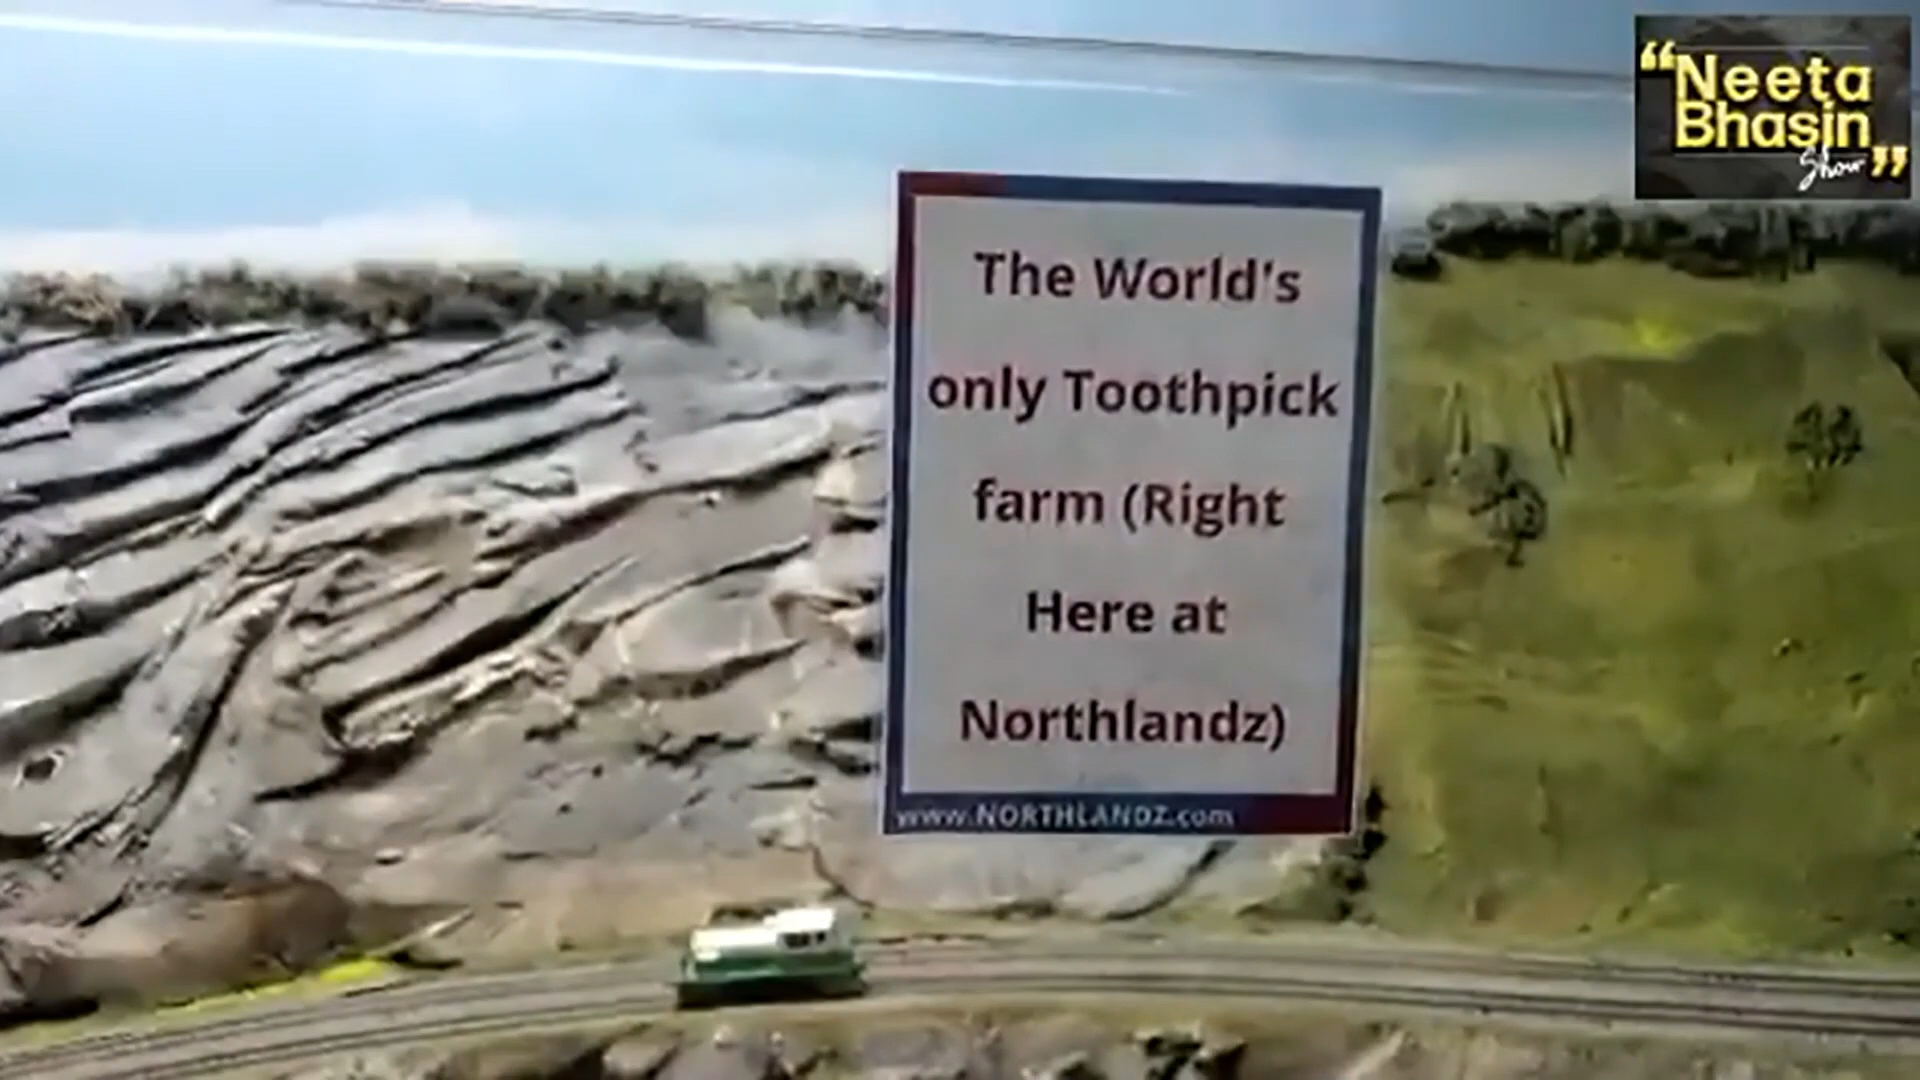 “Neeta
Bhasin
Show”
The World's
only Toothpick
farm (Right
Here at
Northlandz)
www.NORTHLANDZ.com